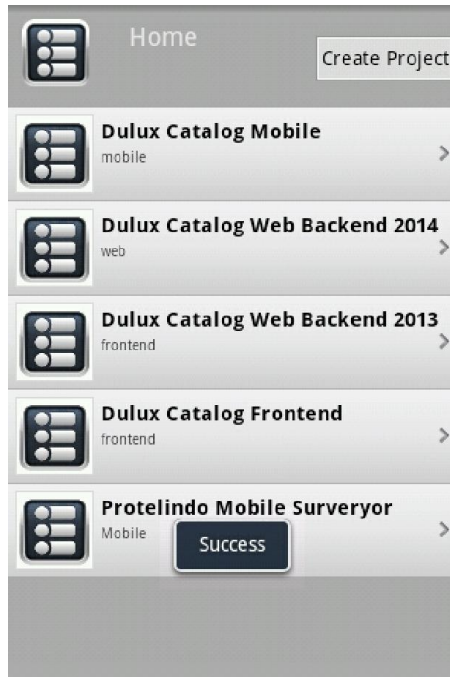 Home
Create Project
Dulux Catalog Mobile
mobile
Dulux Catalog Web Backend 2014
web
Dulux Catalog Web Backend 2013
frontend
Dulux Catalog Frontend
frontend
Protelindo Mobile Surveryor
Mobile
Success